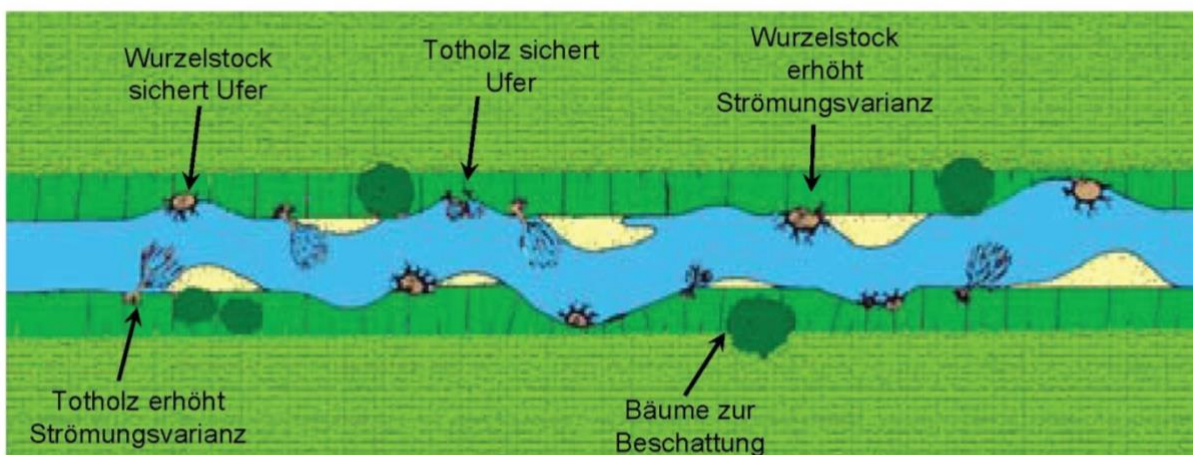 Wurzelstock
sichert Ufer
Totholz sichert
Ufer
Wurzelstock
erhöht
Strömungsvarianz
Totholz erhöht
Strömungsvarianz
Bäume zur
Beschattung